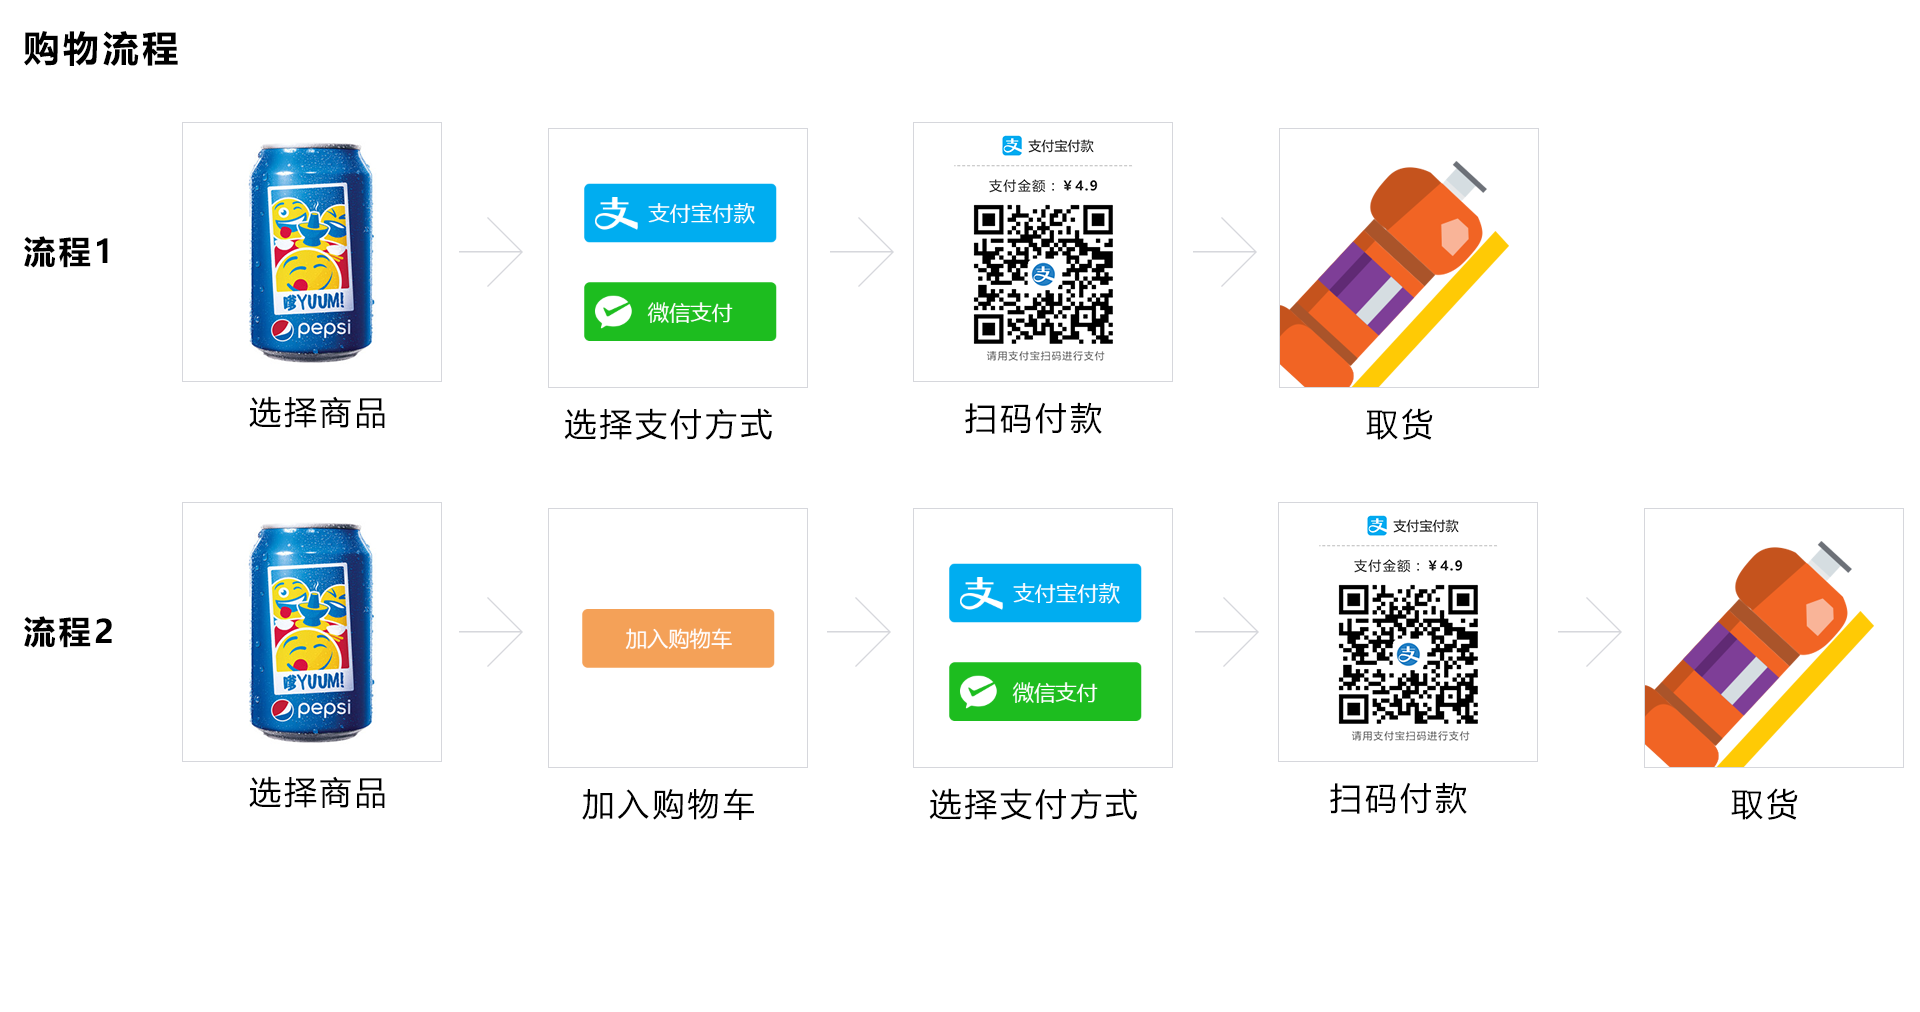 购物流程
流程1
嗲YUUM!
pepsi
选择商品
支付宝付款
微信支付
选择支付方式
支付宝付款
支付金额：¥4.9
请用支付宝扫码进行支付
扫码付款
取货
流程2
YUUM!
pepsi
选择商品
加入购物车
加入购物车
支付宝付款
微信支付
选择支付方式
支付宝付款
支付金额：¥4.9
请用支付宝扫码进行支付
扫码付款
取货